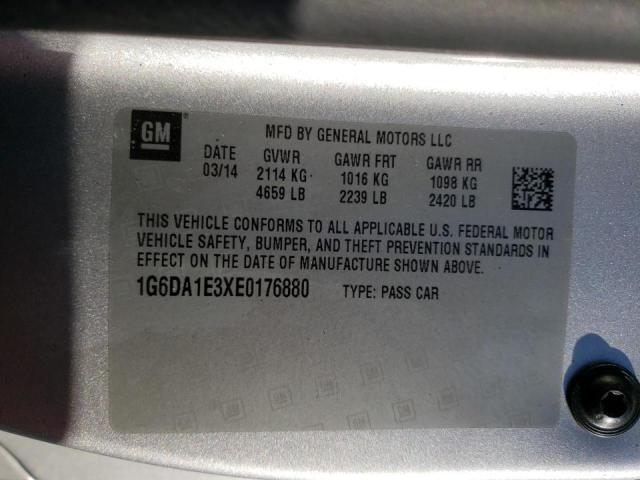 GM ®
MFD BY GENERAL MOTORS LLC
DATE GVWR GAWR FRT GAWR RR
03/14 2114 KG 1016 KG 1098 KG
4659 LB 2239 LB 2420 LB
THIS VEHICLE CONFORMS TO ALL APPLICABLE U.S. FEDERAL MOTOR
VEHICLE SAFETY, BUMPER, AND THEFT PREVENTION STANDARDS IN
EFFECT ON THE DATE OF MANUFACTURE SHOWN ABOVE.
1G6DA1E3XE0176880 TYPE: PASS CAR